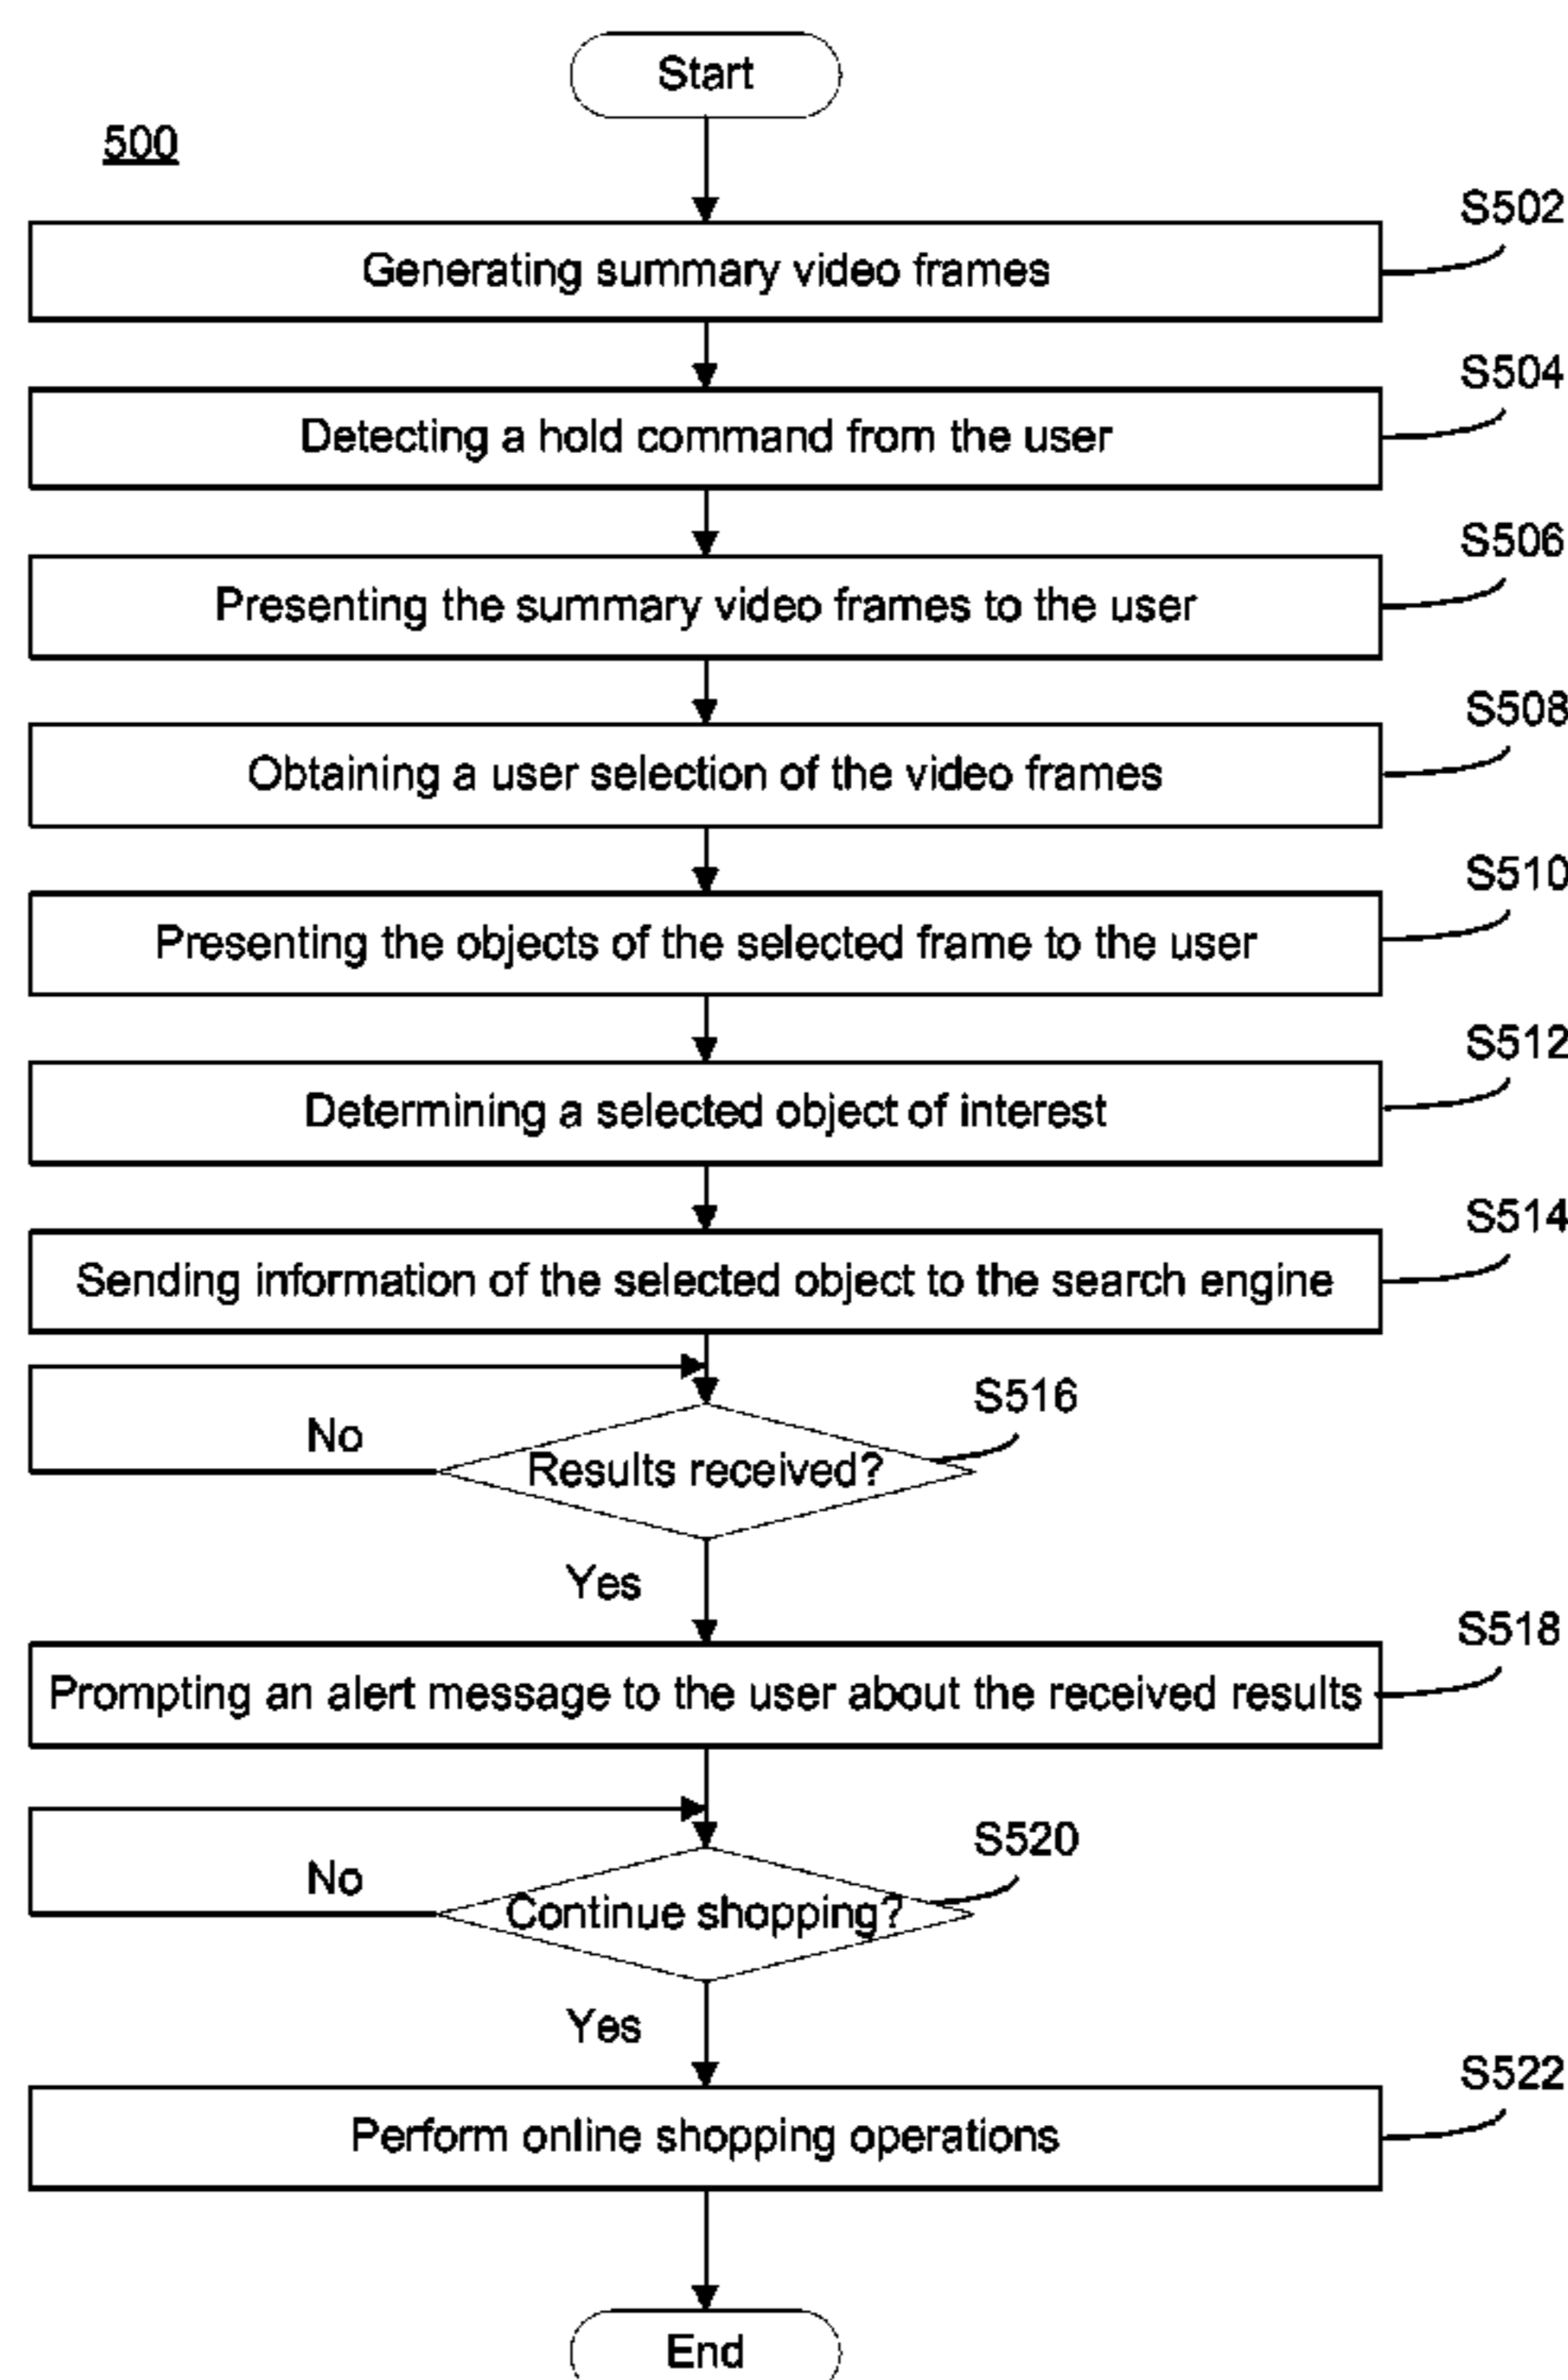 Start
500
S502
Generating summary video frames
S504
Detecting a hold command from the user
S506
Presenting the summary video frames to the user
S508
Obtaining a user selection of the video frames
S510
Presenting the objects of the selected frame to the user
S512
Determining a selected object of interest
S514
Sending information of the selected object to the search engine
S516
No
Results received?
Yes
S518
Prompting an alert message to the user about the received results
S520
No
Continue shopping?
Yes
S522
Perform online shopping operations
End